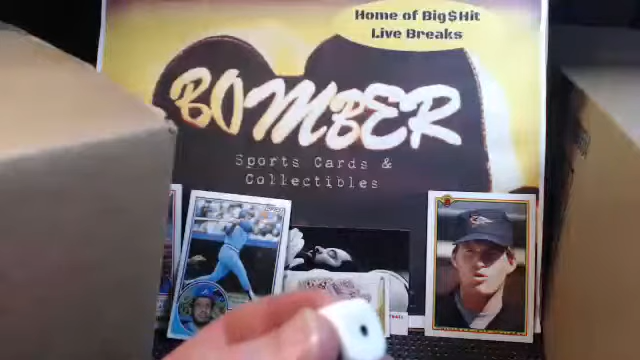 Home of Big$Hit
Live Breaks
BOMBER
Sports Cards &
Collectibles